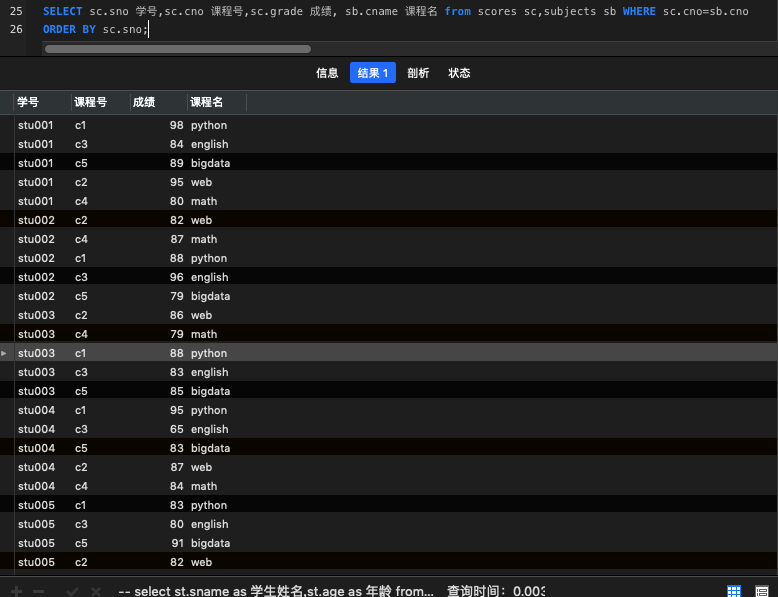 25 SELECT sc.sno 学号,sc.cno 课程号,sc.grade 成绩, sb.cname 课程名 from scores sc,subjects sb WHERE sc.cno=sb.cno
26 ORDER BY sc.sno;
信息 结果 1 剖析 状态
学号 课程号 成绩 课程名
stu001 c1 98 python
stu001 c3 84 english
stu001 c5 89 bigdata
stu001 c2 95 web
stu001 c4 80 math
stu002 c2 82 web
stu002 c4 87 math
stu002 c1 88 python
stu002 c3 96 english
stu002 c5 79 bigdata
stu003 c2 86 web
stu003 c4 79 math
stu003 c1 88 python
stu003 c3 83 english
stu003 c5 85 bigdata
stu004 c1 95 python
stu004 c3 65 english
stu004 c5 83 bigdata
stu004 c2 87 web
stu004 c4 84 math
stu005 c1 83 python
stu005 c3 80 english
stu005 c5 91 bigdata
stu005 c2 82 web
-- select st.sname as 学生姓名,st.age as 年龄 from... 查询时间：0.003